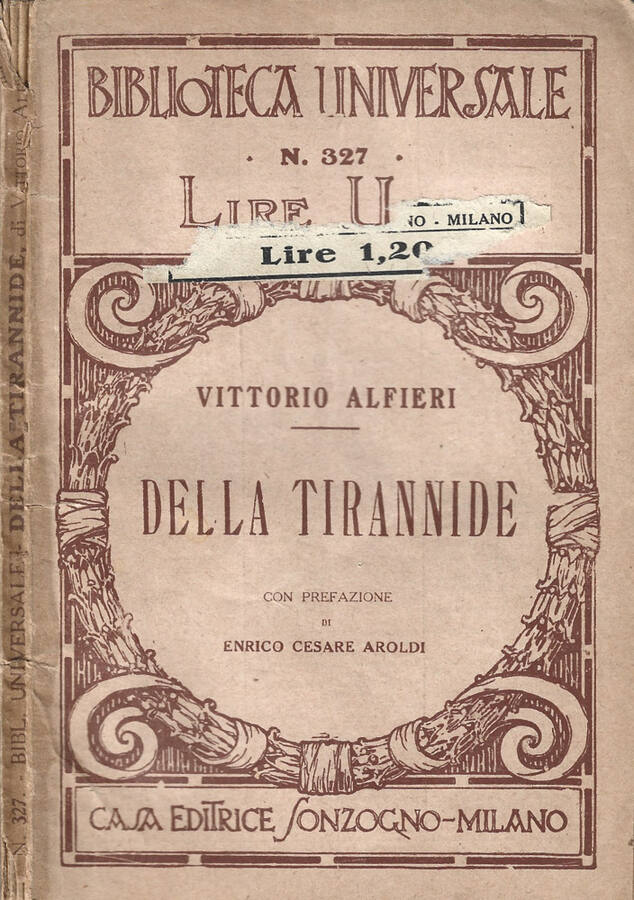 BIBLIOTECA UNIVERSALE
· N. 327 ·
LIRE U
NO - MILANO
Lire 1,20
VITTORIO ALFIERI
DELLA TIRANNIDE
CON PREFAZIONE
DI
ENRICO CESARE AROLDI
CASA EDITRICE SONZOGNO-MILANO
N. 327. - BIBL. UNIVERSALE. DELLA TIRANNIDE, di